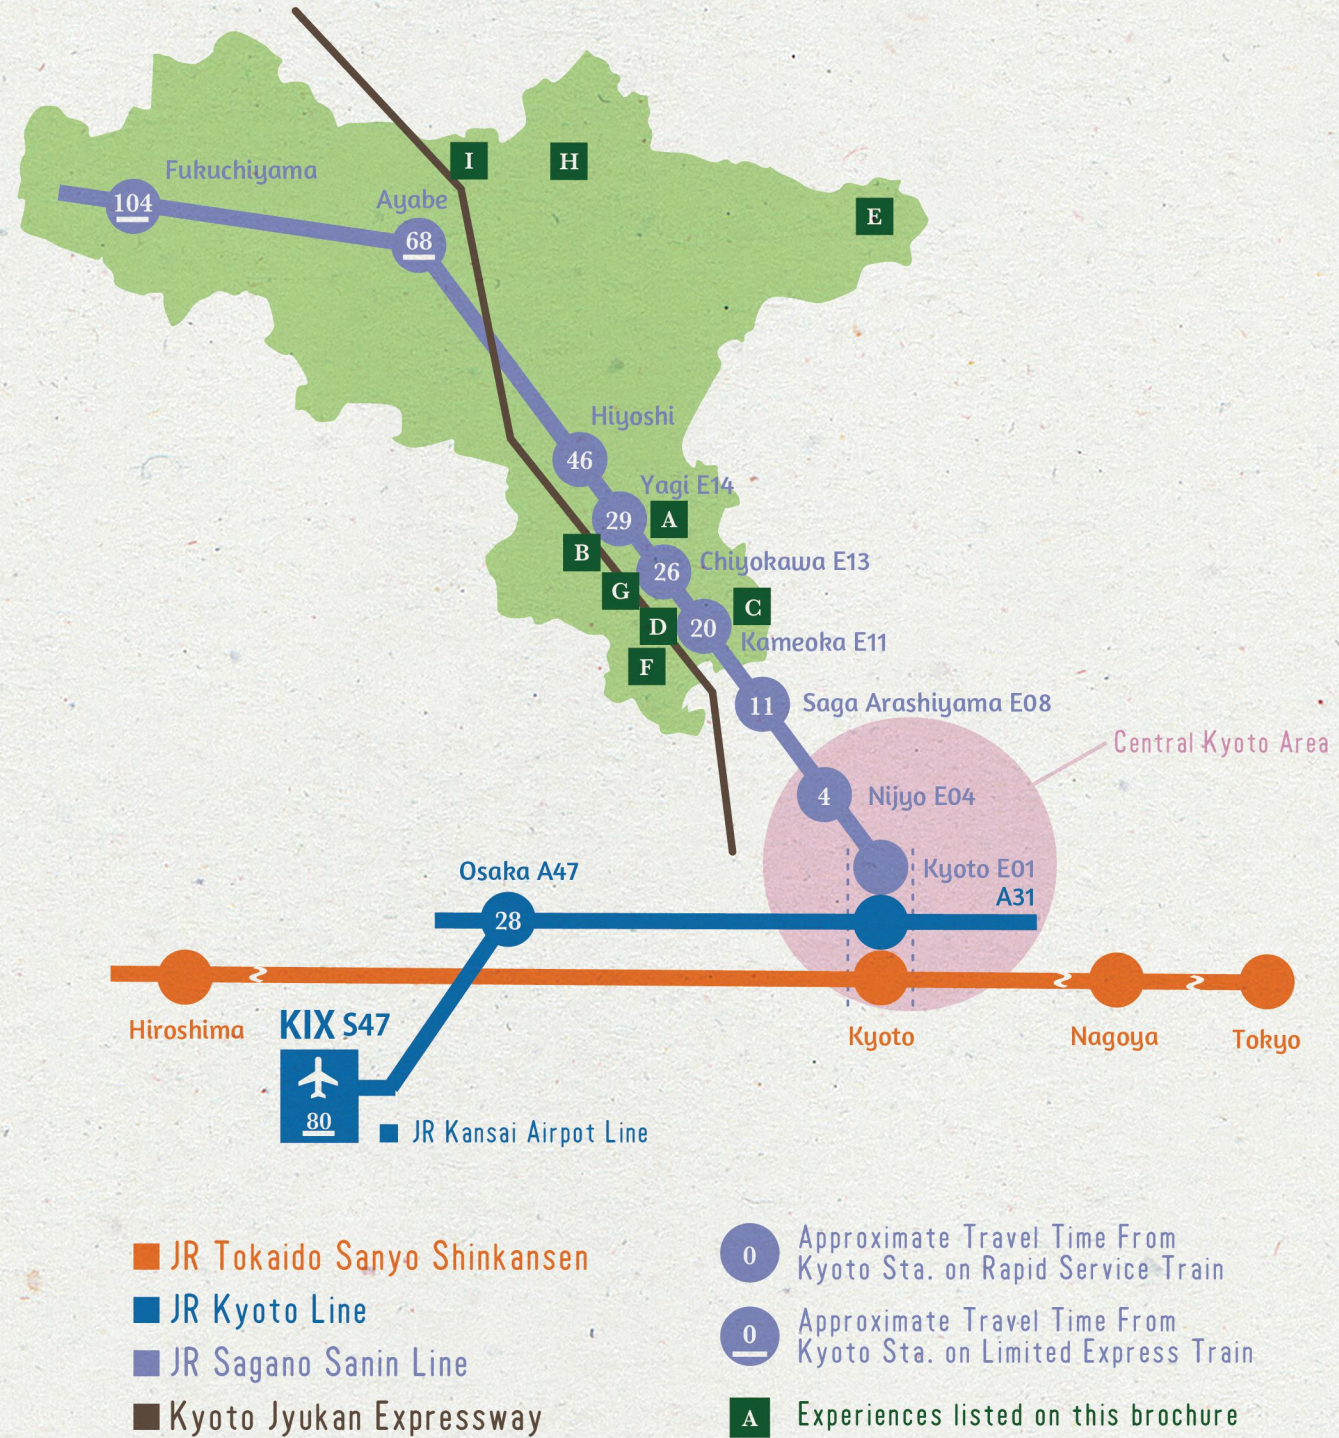 I
H
Fukuchiyama
104
Ayabe
E
68
Hiyoshi
46
Yagi E14
29
A
B
Chiyokawa E13
26
G
C
D
20
Kameoka E11
F
11
Saga Arashiyama E08
Central Kyoto Area
4
Nijyo E04
Kyoto E01
A31
Osaka A47
28
Hiroshima
KIX S47
Kyoto
Nagoya
Tokyo
80
JR Kansai Airpot Line
JR Tokaido Sanyo Shinkansen
JR Kyoto Line
JR Sagano Sanin Line
Kyoto Jyukan Expressway
0
Approximate Travel Time From
Kyoto Sta. on Rapid Service Train
0
Approximate Travel Time From
Kyoto Sta. on Limited Express Train
A
Experiences listed on this brochure